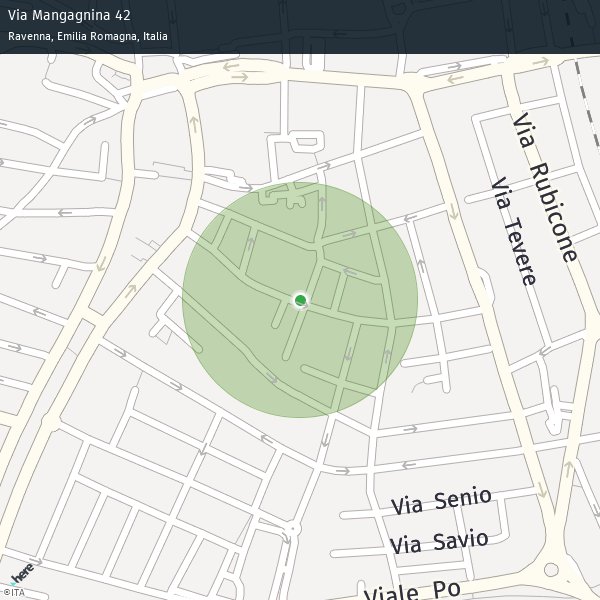 Via Mangagnina 42
Ravenna, Emilia Romagna, Italia
Via Rubicone
Via Tevere
Via Senio
Via Savio
Viale Po
here
©ITA